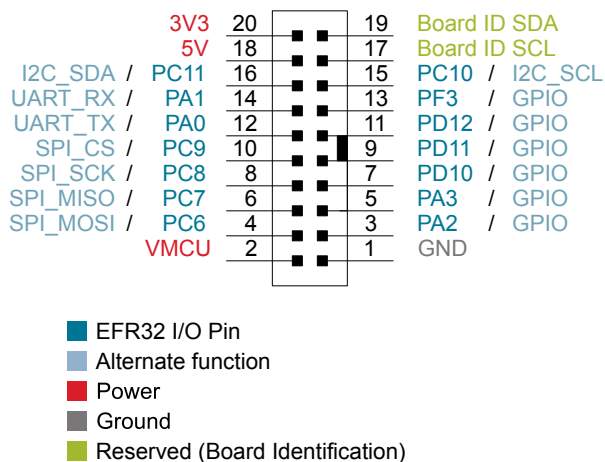 3V3 20 19 Board ID SDA
5V 18 17 Board ID SCL
I2C_SDA / PC11 16 15 PC10 / I2C_SCL
UART_RX / PA1 14 13 PF3 / GPIO
UART_TX / PA0 12 11 PD12 / GPIO
SPI_CS / PC9 10 9 PD11 / GPIO
SPI_SCK / PC8 8 7 PD10 / GPIO
SPI_MISO / PC7 6 5 PA3 / GPIO
SPI_MOSI / PC6 4 3 PA2 / GPIO
VMCU 2 1 GND
EFR32 I/O Pin
Alternate function
Power
Ground
Reserved (Board Identification)